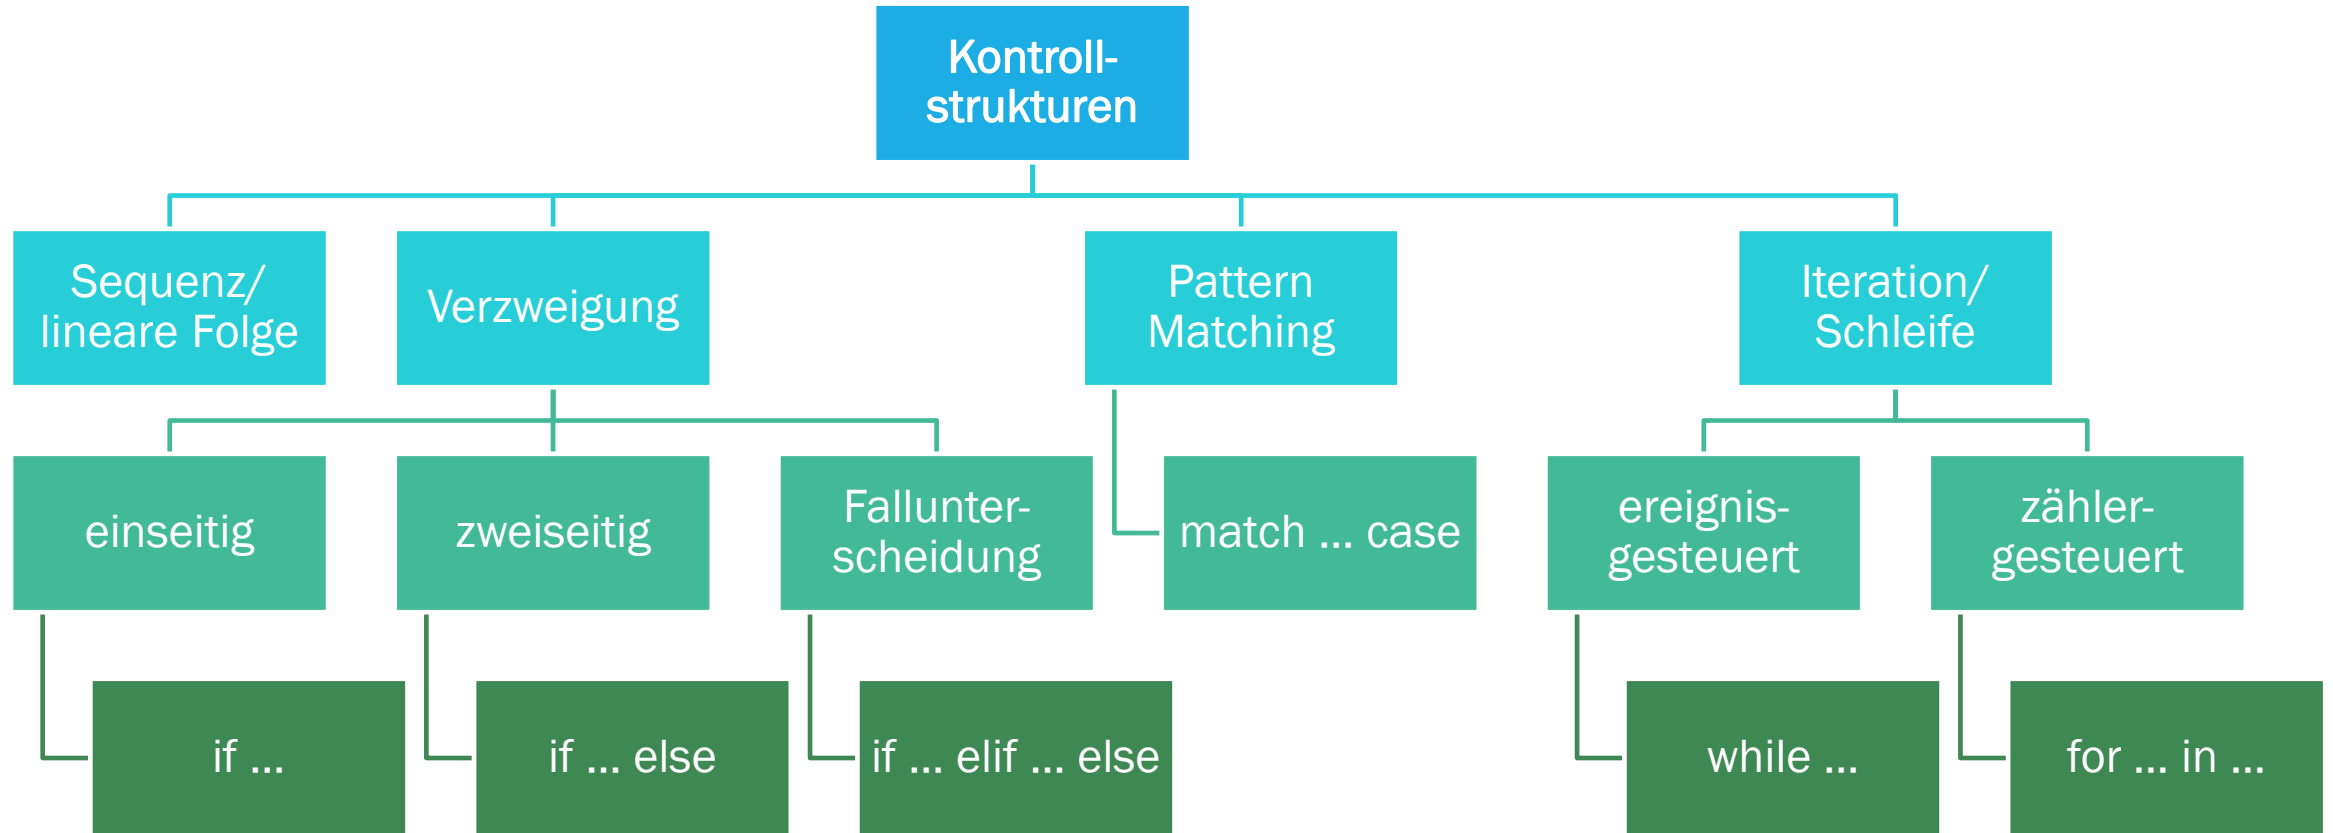 Kontroll-
strukturen
Sequenz/
lineare Folge
Verzweigung
Pattern
Matching
Iteration/
Schleife
einseitig
zweiseitig
Fallunter-
scheidung
match ... case
ereignis-
gesteuert
zähler-
gesteuert
if ...
if ... else
if ... elif ... else
while ...
for ... in ...